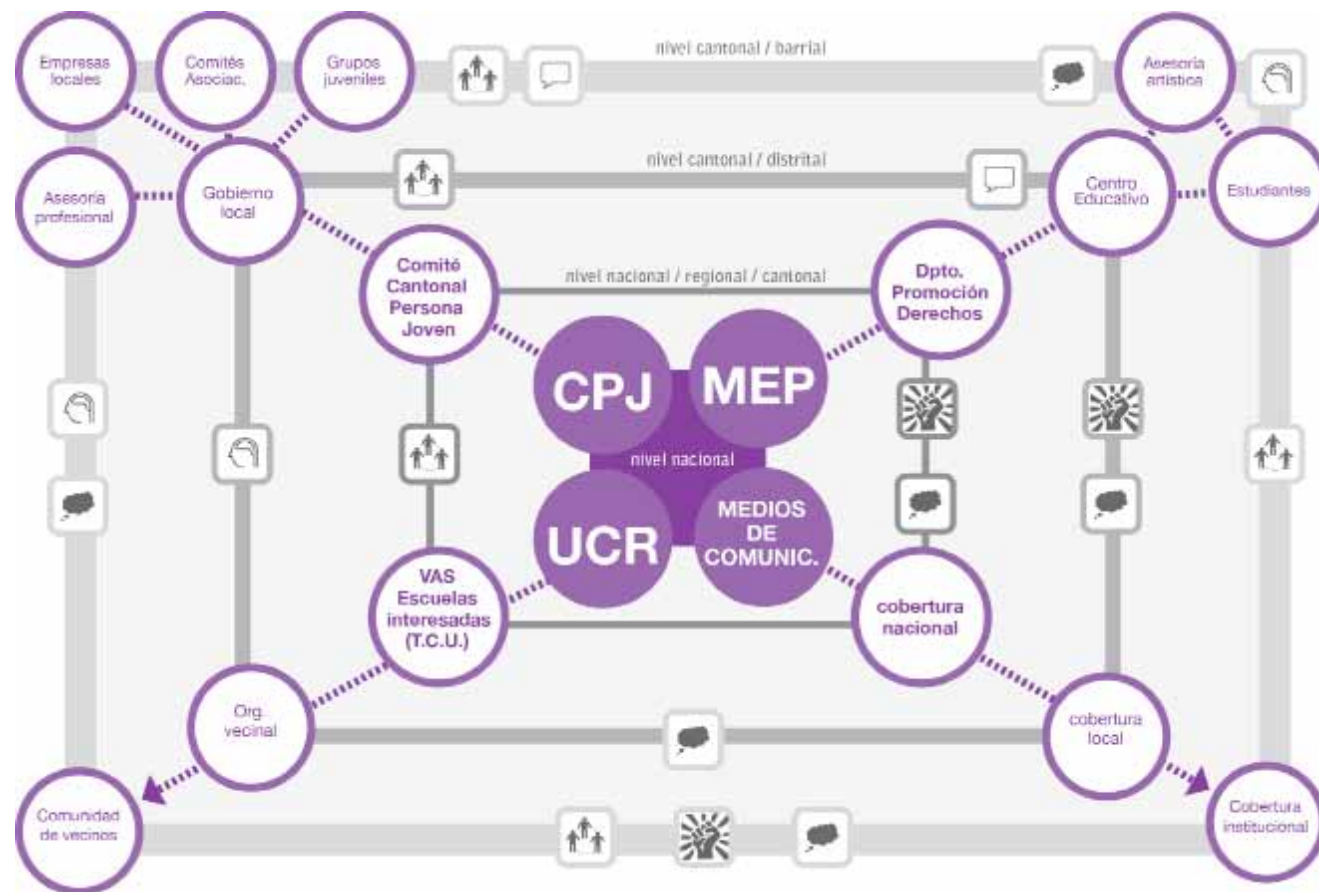 Empresas
locales
Comités
Asociac.
Grupos
juveniles
nivel cantonal / barrial
Asesoría
artística
Asesoría
profesional
Gobierno
local
nivel cantonal / distrital
Centro
Educativo
Estudiantes
Comité
Cantonal
Persona
Joven
nivel nacional / regional / cantonal
Dpto.
Promoción
Derechos
CPJ
MEP
nivel nacional
UCR
MEDIOS
DE
COMUNIC.
VAS
Escuelas
interesadas
(T.C.U.)
cobertura
nacional
Org.
vecinal
cobertura
local
Comunidad
de vecinos
Cobertura
institucional